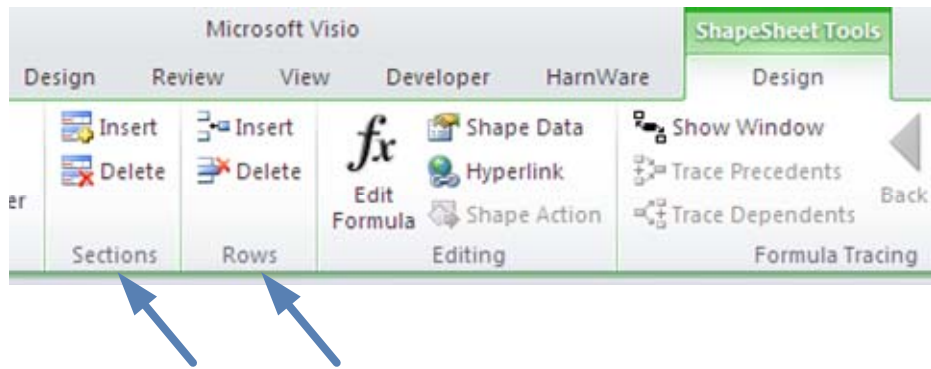 Microsoft Visio ShapeSheet Tools
Design Review View Developer HarnWare Design
Insert Insert Shape Data Show Window
Delete Delete Hyperlink Trace Precedents
er Edit Formula Shape Action Trace Dependents Back
Sections Rows Editing Formula Tracing